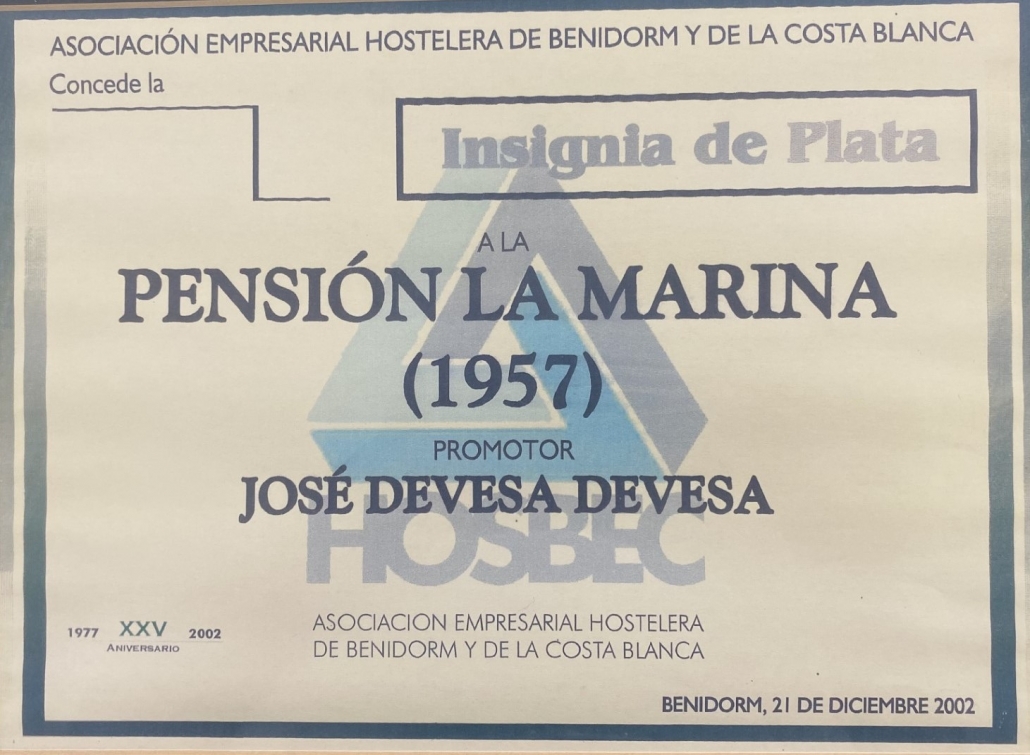 ASOCIACIÓN EMPRESARIAL HOSTELERA DE BENIDORM Y DE LA COSTA BLANCA
Concede la
Insignia de Plata
A LA
PENSIÓN LA MARINA
(1957)
PROMOTOR
JOSÉ DEVESA DEVESA
HOSBEC
ASOCIACION EMPRESARIAL HOSTELERA
DE BENIDORM Y DE LA COSTA BLANCA
1977 XXV 2002
ANIVERSARIO
BENIDORM, 21 DE DICIEMBRE 2002